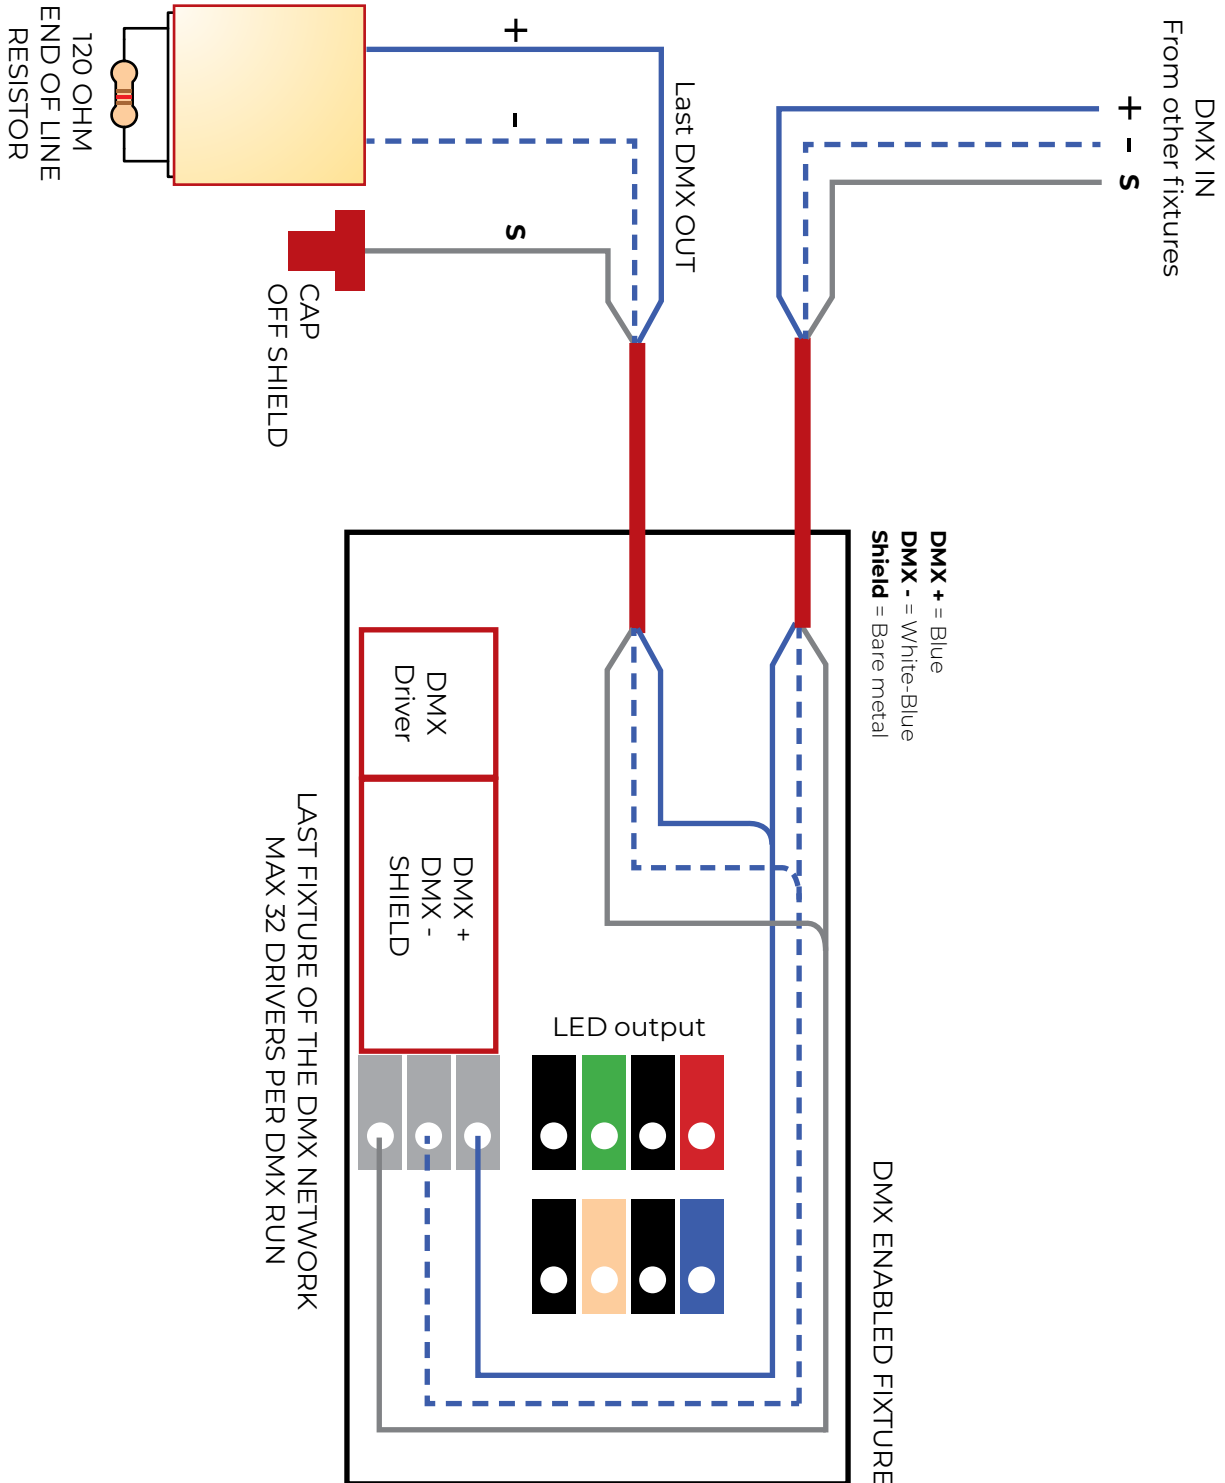 DMX IN
From other fixtures
+
-
S
Last DMX OUT
+
-
S
120 OHM
END OF LINE
RESISTOR
CAP
OFF SHIELD
DMX + = Blue
DMX - = White-Blue
Shield = Bare metal
DMX ENABLED FIXTURE
DMX
Driver
DMX +
DMX -
SHIELD
LED output
LAST FIXTURE OF THE DMX NETWORK
MAX 32 DRIVERS PER DMX RUN